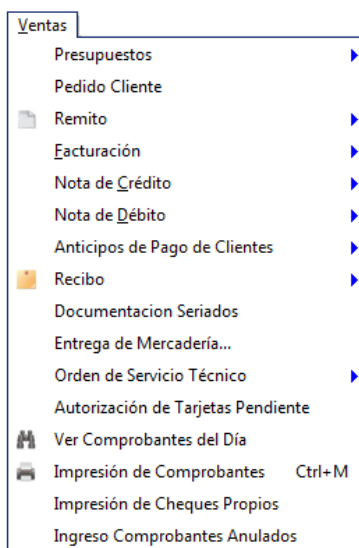 Ventas
Presupuestos
Pedido Cliente
Remito
Facturación
Nota de Crédito
Nota de Débito
Anticipos de Pago de Clientes
Recibo
Documentacion Seriados
Entrega de Mercadería...
Orden de Servicio Técnico
Autorización de Tarjetas Pendiente
Ver Comprobantes del Día
Impresión de Comprobantes Ctrl+M
Impresión de Cheques Propios
Ingreso Comprobantes Anulados